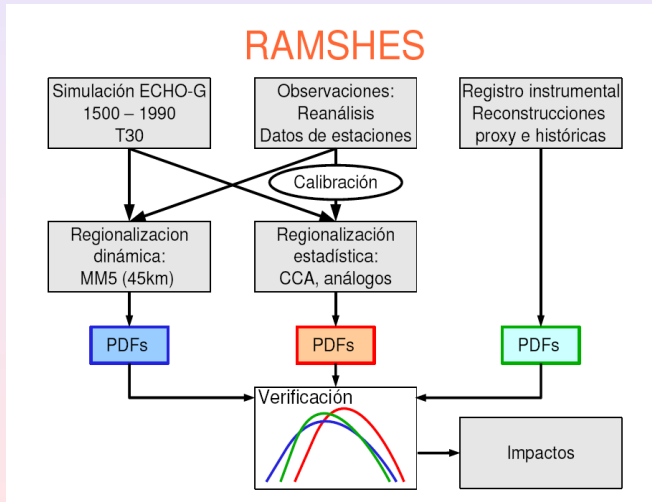 RAMSHES
Simulación ECHO-G
1500 – 1990
T30
Observaciones:
Reanálisis
Datos de estaciones
Registro instrumental
Reconstrucciones
proxy e históricas
Calibración
Regionalizacion
dinámica:
MM5 (45km)
Regionalización
estadística:
CCA, análogos
PDFs
PDFs
PDFs
Verificación
Impactos